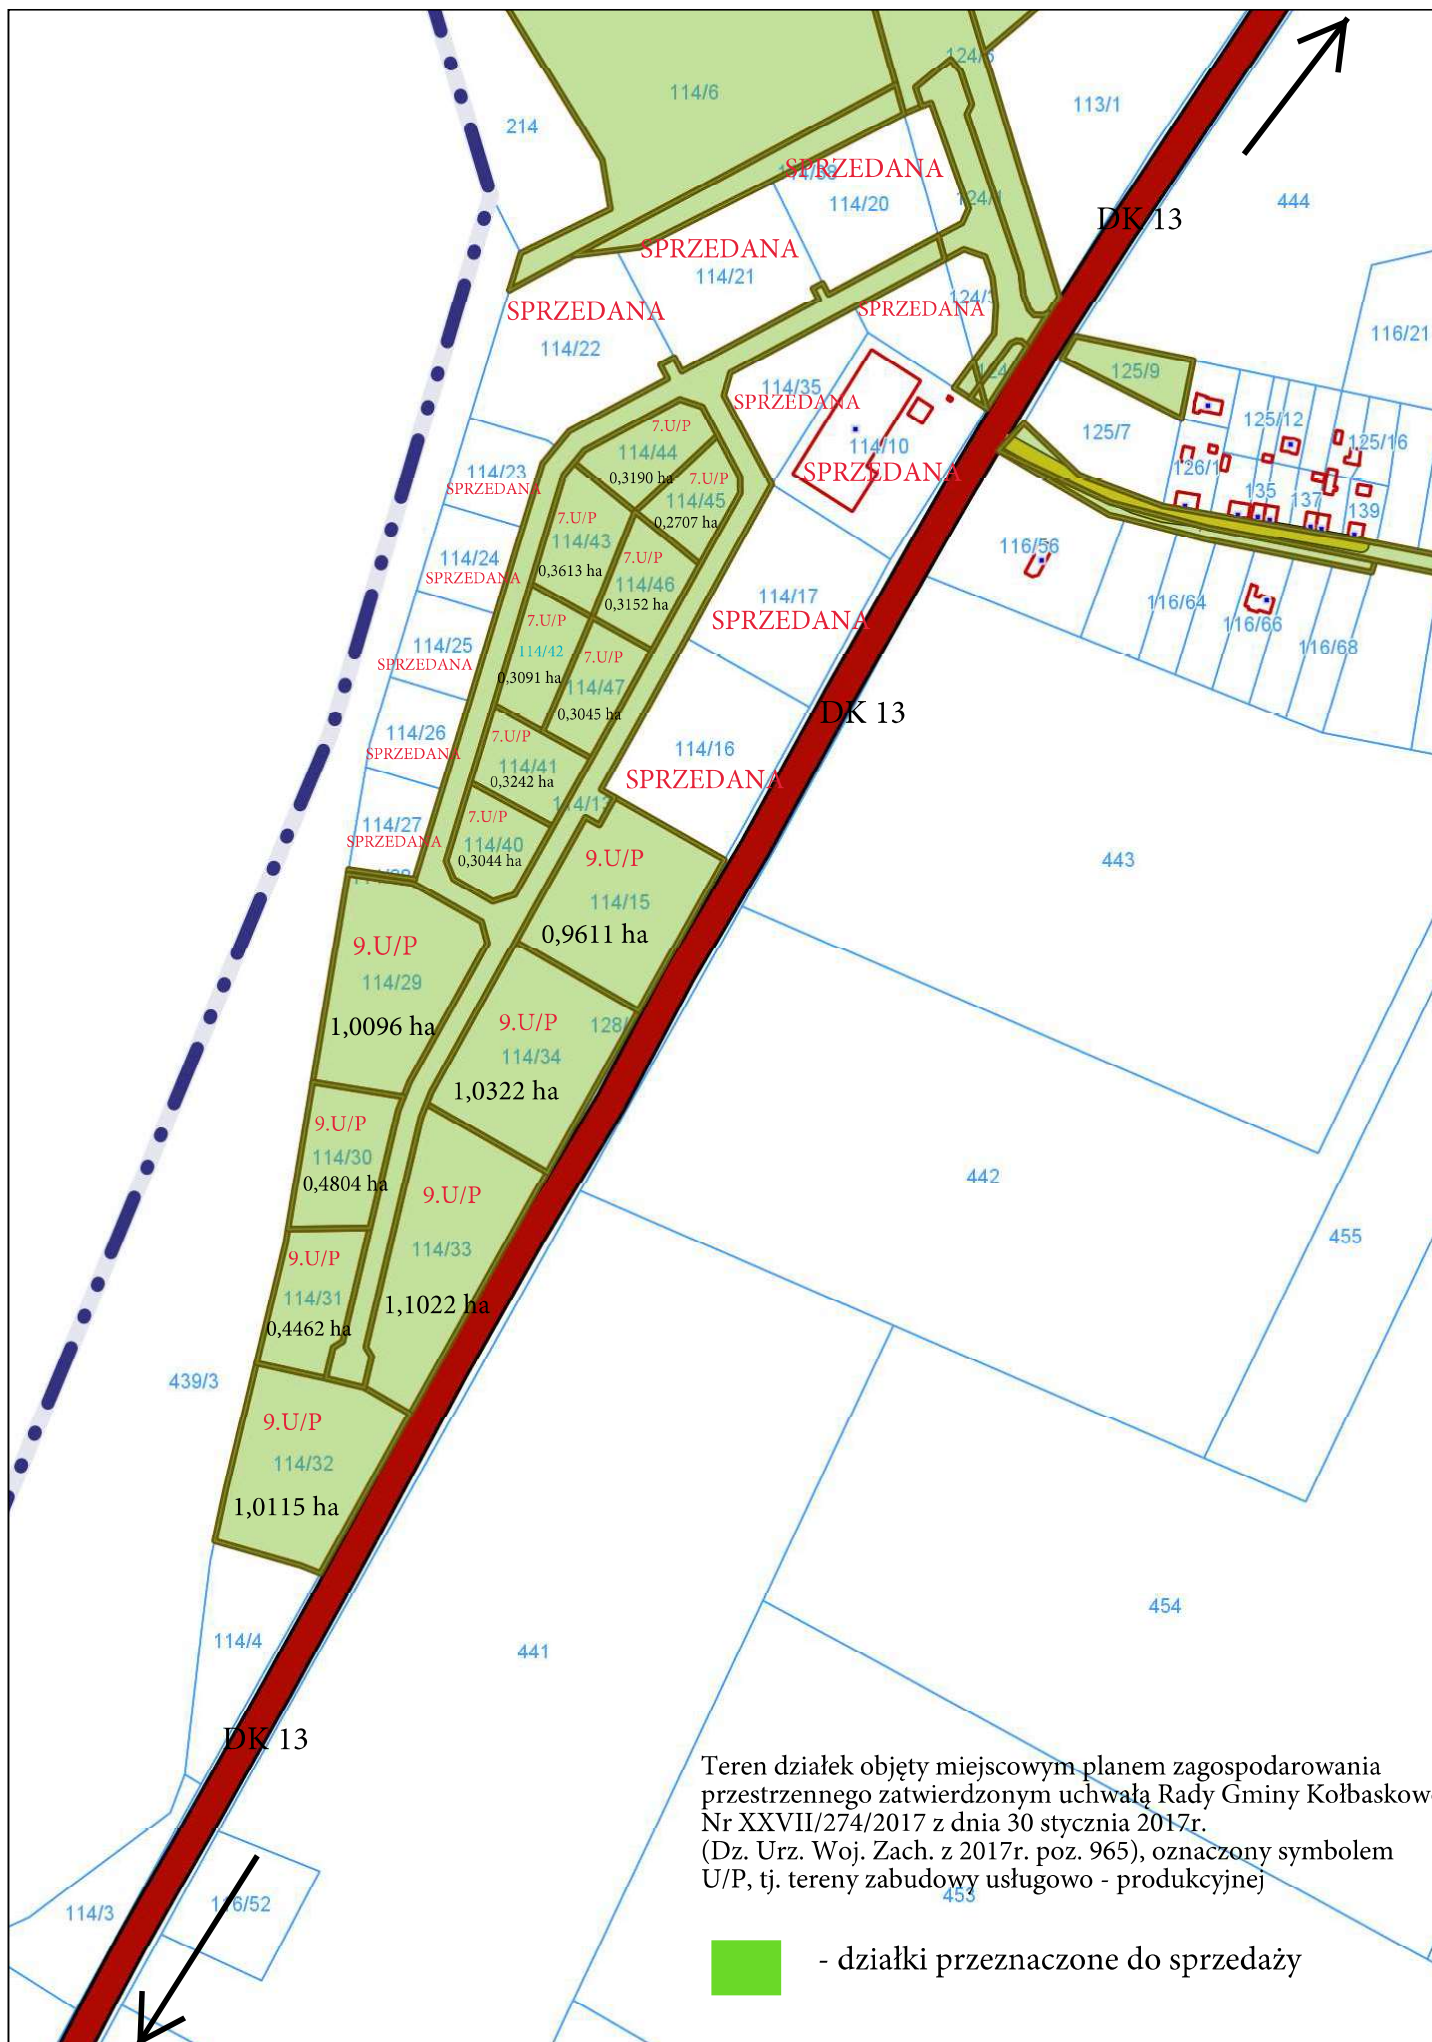 124/5
114/6
113/1
214
SPRZEDANA
114/38
114/20
124/1
444
DK 13
SPRZEDANA
114/21
SPRZEDANA
SPRZEDANA
114/22
116/21
125/9
114/35
SPRZEDANA
7.U/P
125/12
125/7
125/16
114/10
SPRZEDANA
114/44
0,3190 ha
7.U/P
114/45
0,2707 ha
114/23
SPRZEDANA
126/1
135
137
139
7.U/P
114/43
0,3613 ha
7.U/P
114/46
0,3152 ha
114/24
SPRZEDANA
116/56
114/17
SPRZEDANA
116/64
116/66
116/68
7.U/P
114/42
0,3091 ha
7.U/P
114/47
0,3045 ha
114/25
SPRZEDANA
DK 13
114/26
SPRZEDANA
7.U/P
114/41
0,3242 ha
114/16
SPRZEDANA
114/13
7.U/P
114/40
0,3044 ha
114/27
SPRZEDANA
9.U/P
114/15
0,9611 ha
443
9.U/P
114/29
1,0096 ha
9.U/P
128/
114/34
1,0322 ha
9.U/P
114/30
0,4804 ha
442
9.U/P
114/33
1,1022 ha
455
9.U/P
114/31
0,4462 ha
439/3
9.U/P
114/32
1,0115 ha
454
114/4
441
DK 13
Teren działek objęty miejscowym planem zagospodarowania
przestrzennego zatwierdzonym uchwałą Rady Gminy Kołbaskow
Nr XXVII/274/2017 z dnia 30 stycznia 2017r.
(Dz. Urz. Woj. Zach. z 2017r. poz. 965), oznaczony symbolem
U/P, tj. tereny zabudowy usługowo - produkcyjnej
453
114/3
116/52
- działki przeznaczone do sprzedaży